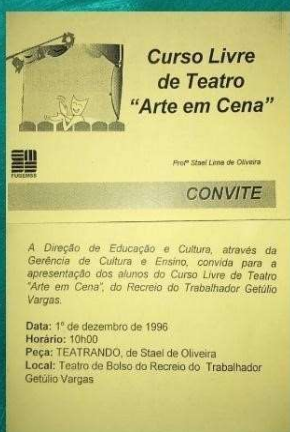 Curso Livre
de Teatro
“Arte em Cena”
Profª Stael Lena de Oliveira
FUGERSS
CONVITE
A Direção de Educação e Cultura, através da
Gerência de Cultura e Ensino, convida para a
apresentação dos alunos do Curso Livre de Teatro
“Arte em Cena”, do Recreio do Trabalhador Getúlio
Vargas.
Data: 1º de dezembro de 1996
Horário: 10h00
Peça: TEATRANDO, de Stael de Oliveira
Local: Teatro de Bolso do Recreio do Trabalhador
Getúlio Vargas